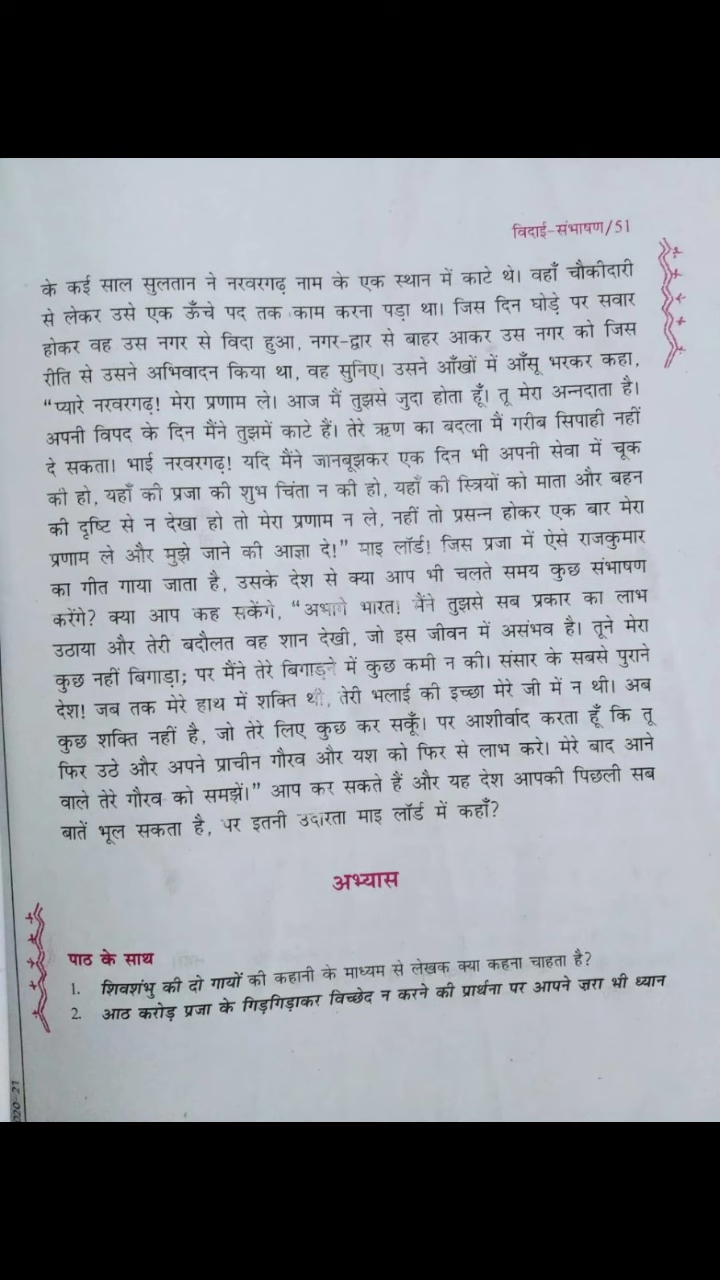 विदाई-संभाषण/51
के कई साल सुलतान ने नरवरगढ़ नाम के एक स्थान में काटे थे। वहाँ चौकीदारी
से लेकर उसे एक ऊँचे पद तक काम करना पड़ा था। जिस दिन घोड़े पर सवार
होकर वह उस नगर से विदा हुआ, नगर-द्वार से बाहर आकर उस नगर को जिस
रीति से उसने अभिवादन किया था, वह सुनिए। उसने आँखों में आँसू भरकर कहा,
“प्यारे नरवरगढ़! मेरा प्रणाम ले। आज मैं तुझसे जुदा होता हूँ। तू मेरा अन्नदाता है।
अपनी विपद के दिन मैंने तुझमें काटे हैं। तेरे ऋण का बदला मैं गरीब सिपाही नहीं
दे सकता। भाई नरवरगढ़! यदि मैंने जानबूझकर एक दिन भी अपनी सेवा में चूक
की हो, यहाँ की प्रजा की शुभ चिंता न की हो, यहाँ की स्त्रियों को माता और बहन
की दृष्टि से न देखा हो तो मेरा प्रणाम न ले, नहीं तो प्रसन्न होकर एक बार मेरा
प्रणाम ले और मुझे जाने की आज्ञा दे!” माइ लॉर्ड! जिस प्रजा में ऐसे राजकुमार
का गीत गाया जाता है, उसके देश से क्या आप भी चलते समय कुछ संभाषण
करेंगे? क्या आप कह सकेंगे, “अभागे भारत! मैंने तुझसे सब प्रकार का लाभ
उठाया और तेरी बदौलत वह शान देखी, जो इस जीवन में असंभव है। तूने मेरा
कुछ नहीं बिगाड़ा; पर मैंने तेरे बिगाड़ने में कुछ कमी न की। संसार के सबसे पुराने
देश! जब तक मेरे हाथ में शक्ति थी, तेरी भलाई की इच्छा मेरे जी में न थी। अब
कुछ शक्ति नहीं है, जो तेरे लिए कुछ कर सकूँ। पर आशीर्वाद करता हूँ कि तू
फिर उठे और अपने प्राचीन गौरव और यश को फिर से लाभ करे। मेरे बाद आने
वाले तेरे गौरव को समझें।” आप कर सकते हैं और यह देश आपकी पिछली सब
बातें भूल सकता है, पर इतनी उदारता माइ लॉर्ड में कहाँ?
अभ्यास
पाठ के साथ
1. शिवशंभु की दो गायों की कहानी के माध्यम से लेखक क्या कहना चाहता है?
2. आठ करोड़ प्रजा के गिड़गिड़ाकर विच्छेद न करने की प्रार्थना पर आपने ज़रा भी ध्यान
020-21